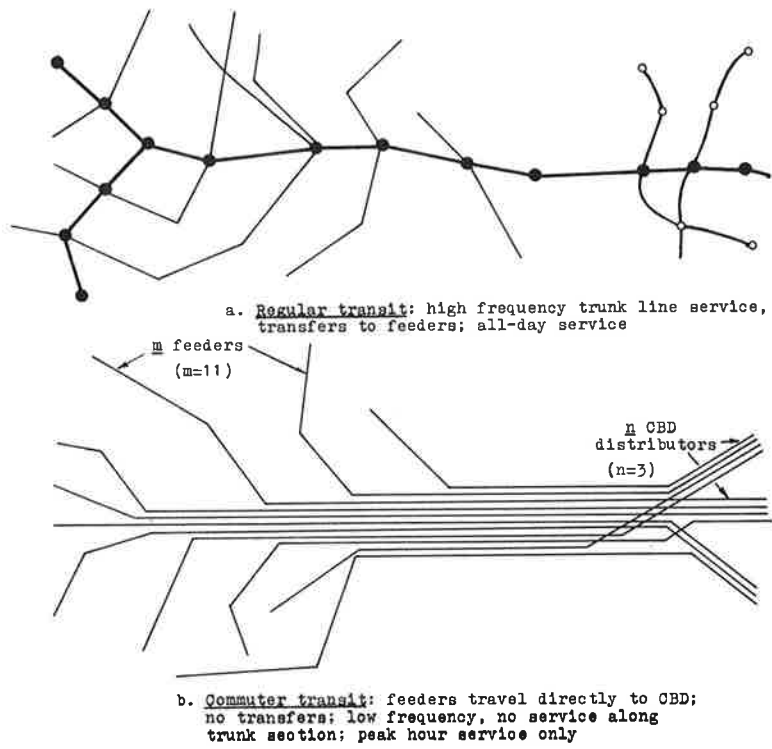 a. Regular transit: high frequency trunk line service,
transfers to feeders; all-day service
m feeders
(m=11)
n CBD
distributors
(n=3)
b. Commuter transit: feeders travel directly to CBD;
no transfers; low frequency, no service along
trunk section; peak hour service only